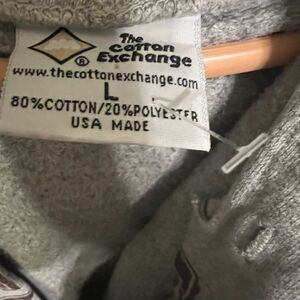 The
Cotton
Exchange
®
www.thecottonexchange.com
L
80%COTTON/20%POLYESTER
USA MADE